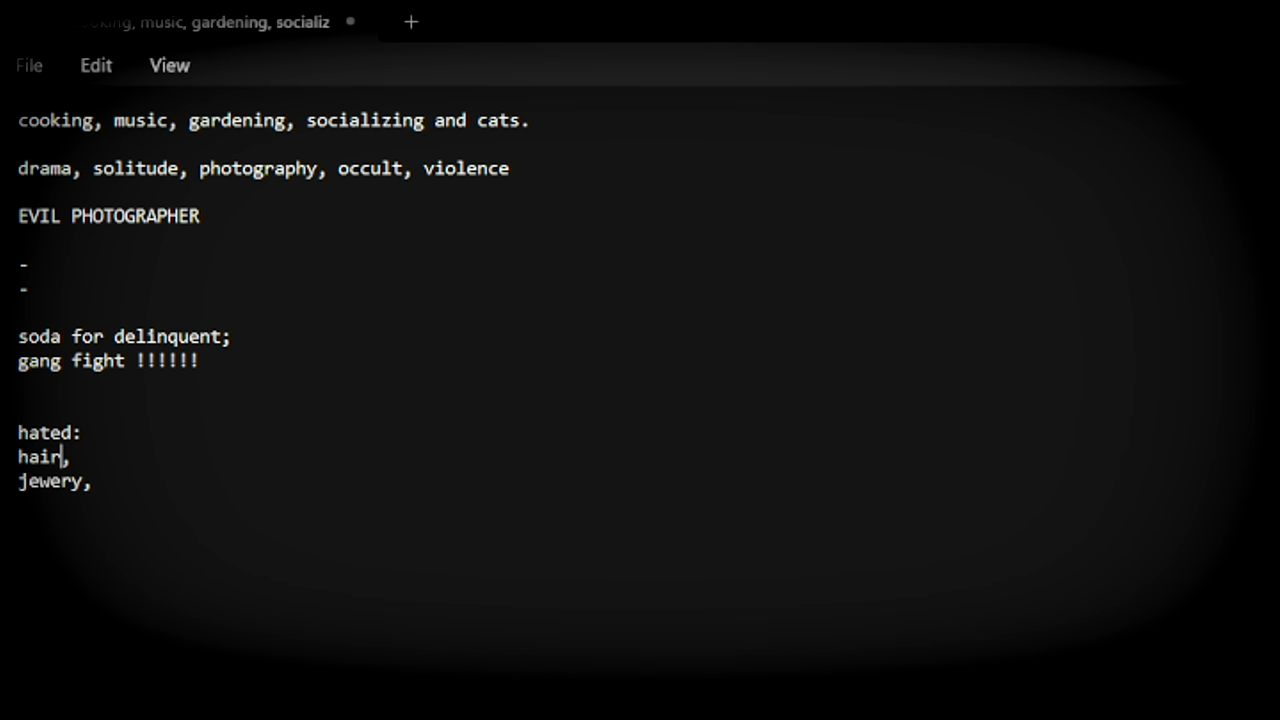 oking, music, gardening, socializ
File Edit View
cooking, music, gardening, socializing and cats.
drama, solitude, photography, occult, violence
EVIL PHOTOGRAPHER
-
-
soda for delinquent;
gang fight !!!!!!
hated:
hair,
jewery,